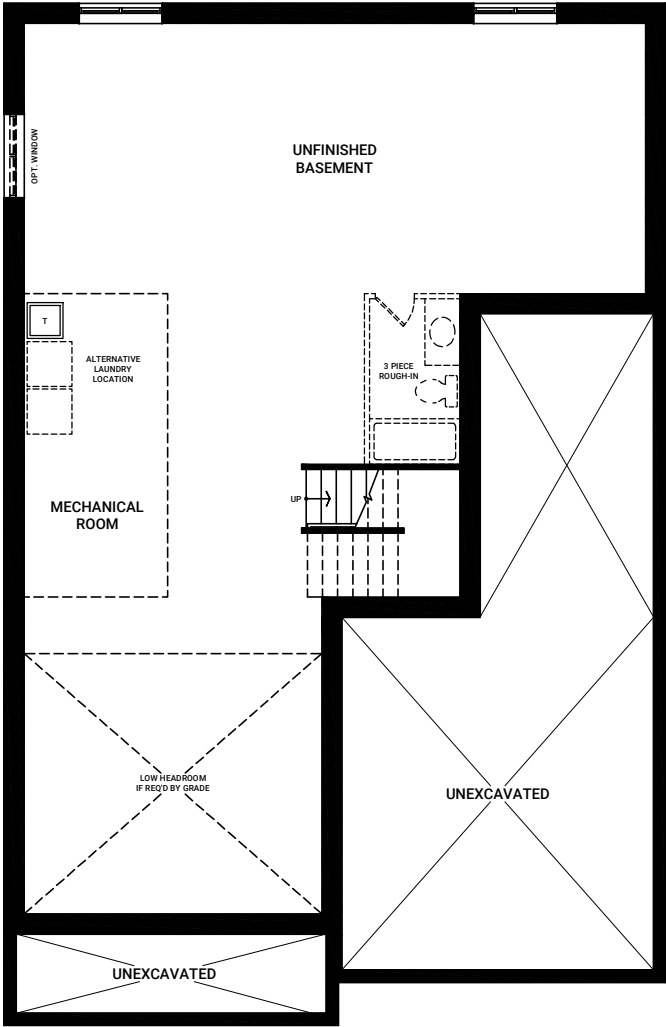 UNFINISHED
BASEMENT
OPT. WINDOW
T
ALTERNATIVE
LAUNDRY
LOCATION
3 PIECE
ROUGH-IN
UP
MECHANICAL
ROOM
LOW HEADROOM
IF REQ'D BY GRADE
UNEXCAVATED
UNEXCAVATED